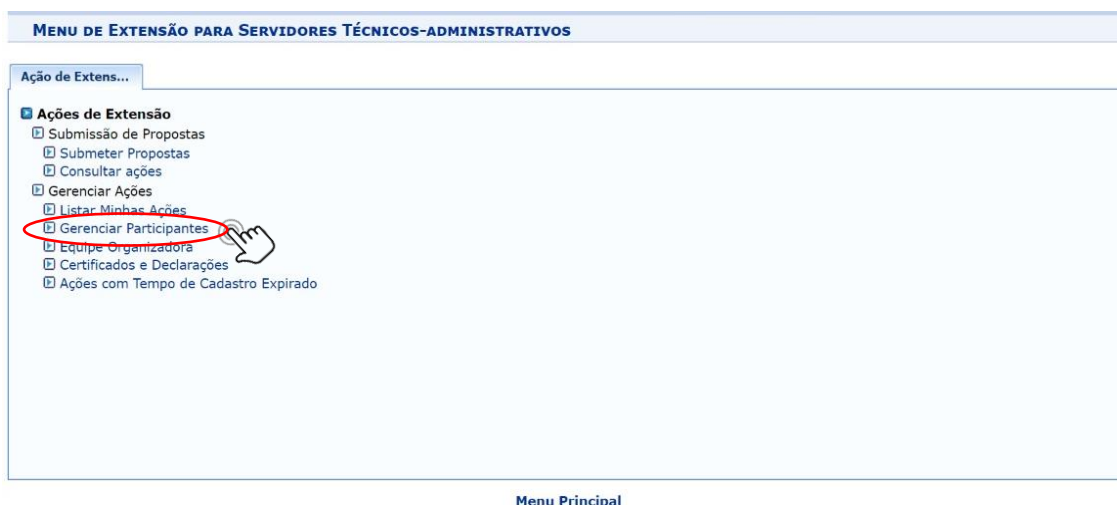 Menu de Extensão para Servidores Técnicos-administrativos
Ação de Extens...
Ações de Extensão
Submissão de Propostas
Submeter Propostas
Consultar ações
Gerenciar Ações
Listar Minhas Ações
Gerenciar Participantes
Equipe Organizadora
Certificados e Declarações
Ações com Tempo de Cadastro Expirado
Menu Principal